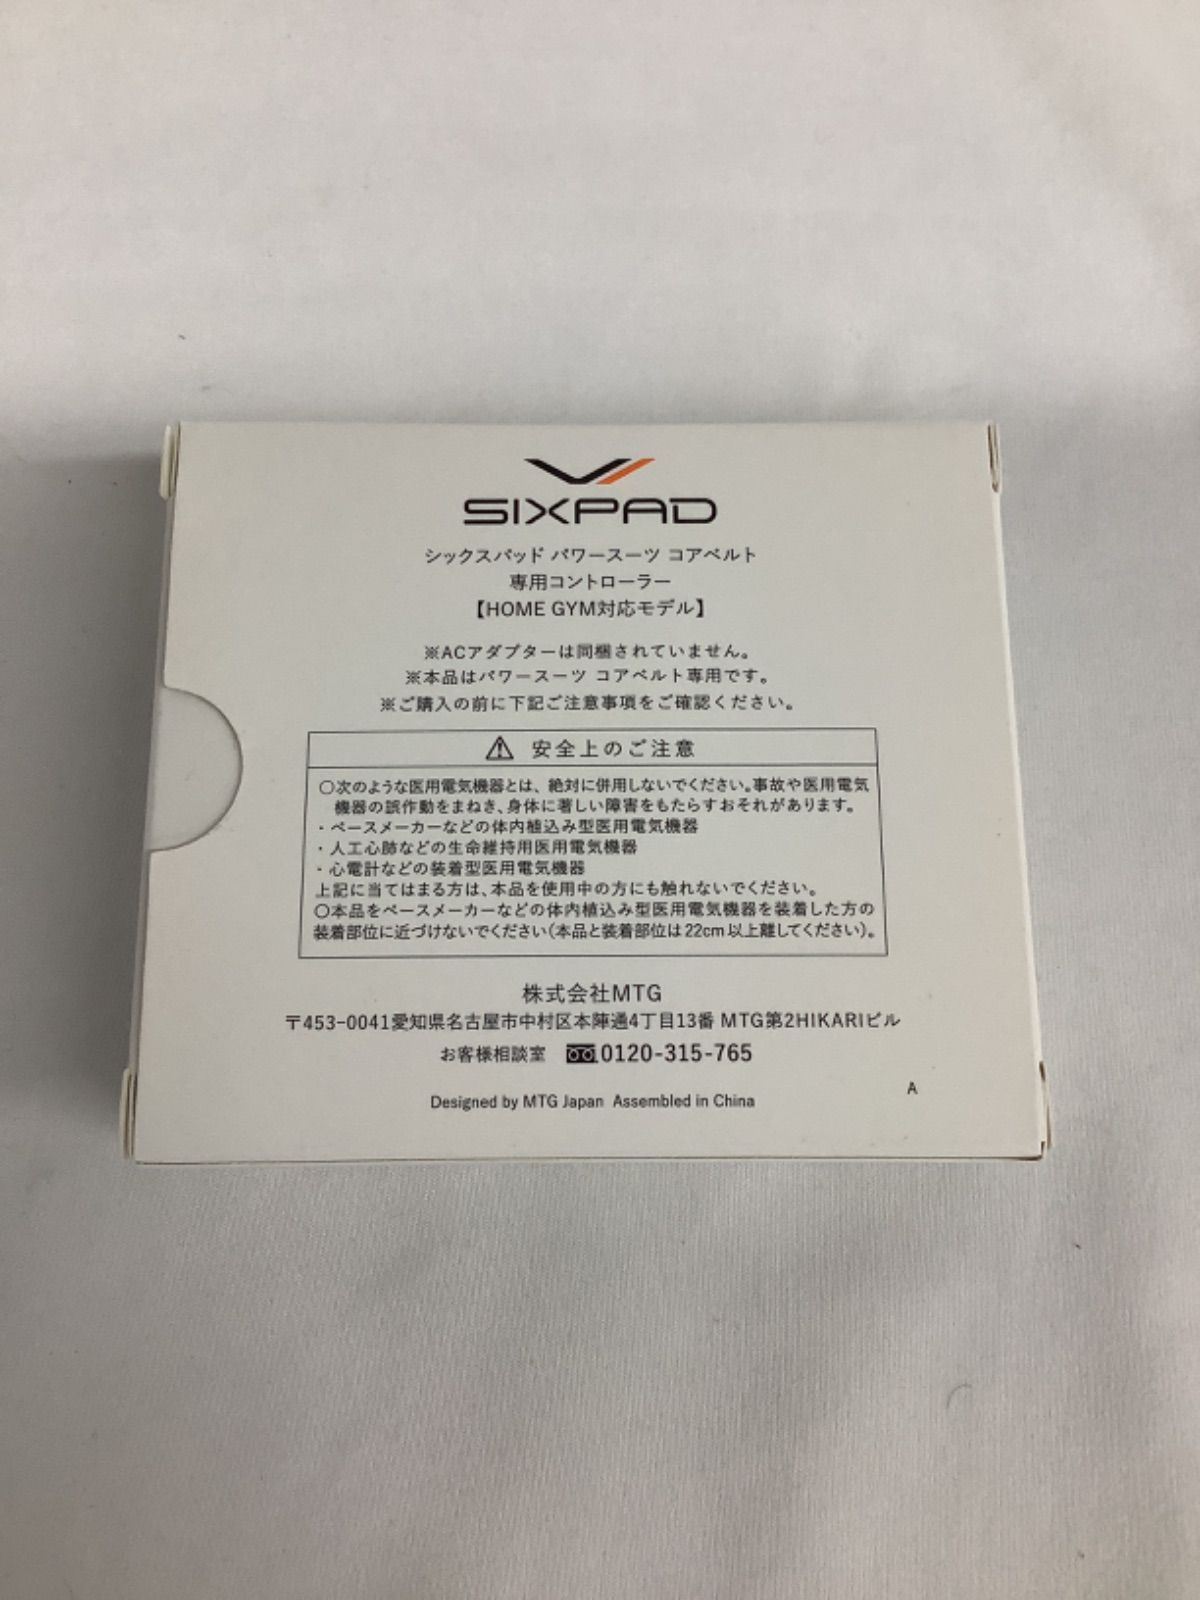 SIXPAD
シックスパッド パワースーツ コアベルト
専用コントローラー
【HOME GYM対応モデル】
※ACアダプターは同梱されていません。
※本品はパワースーツ コアベルト専用です。
※ご購入の前に下記ご注意事項をご確認ください。
⚠ 安全上のご注意
○次のような医用電気機器とは、絶対に併用しないでください。事故や医用電気
機器の誤作動をまねき、身体に著しい障害をもたらすおそれがあります。
・ペースメーカーなどの体内植込み型医用電気機器
・人工心肺などの生命維持用医用電気機器
・心電計などの装着型医用電気機器
上記に当てはまる方は、本品を使用中の方にも触れないでください。
○本品をペースメーカーなどの体内植込み型医用電気機器を装着した方の
装着部位に近づけないでください(本品と装着部位は22cm以上離してください)。
株式会社MTG
〒453-0041愛知県名古屋市中村区本陣通4丁目13番 MTG第2HIKARIビル
お客様相談室 0120-315-765
A
Designed by MTG Japan Assembled in China